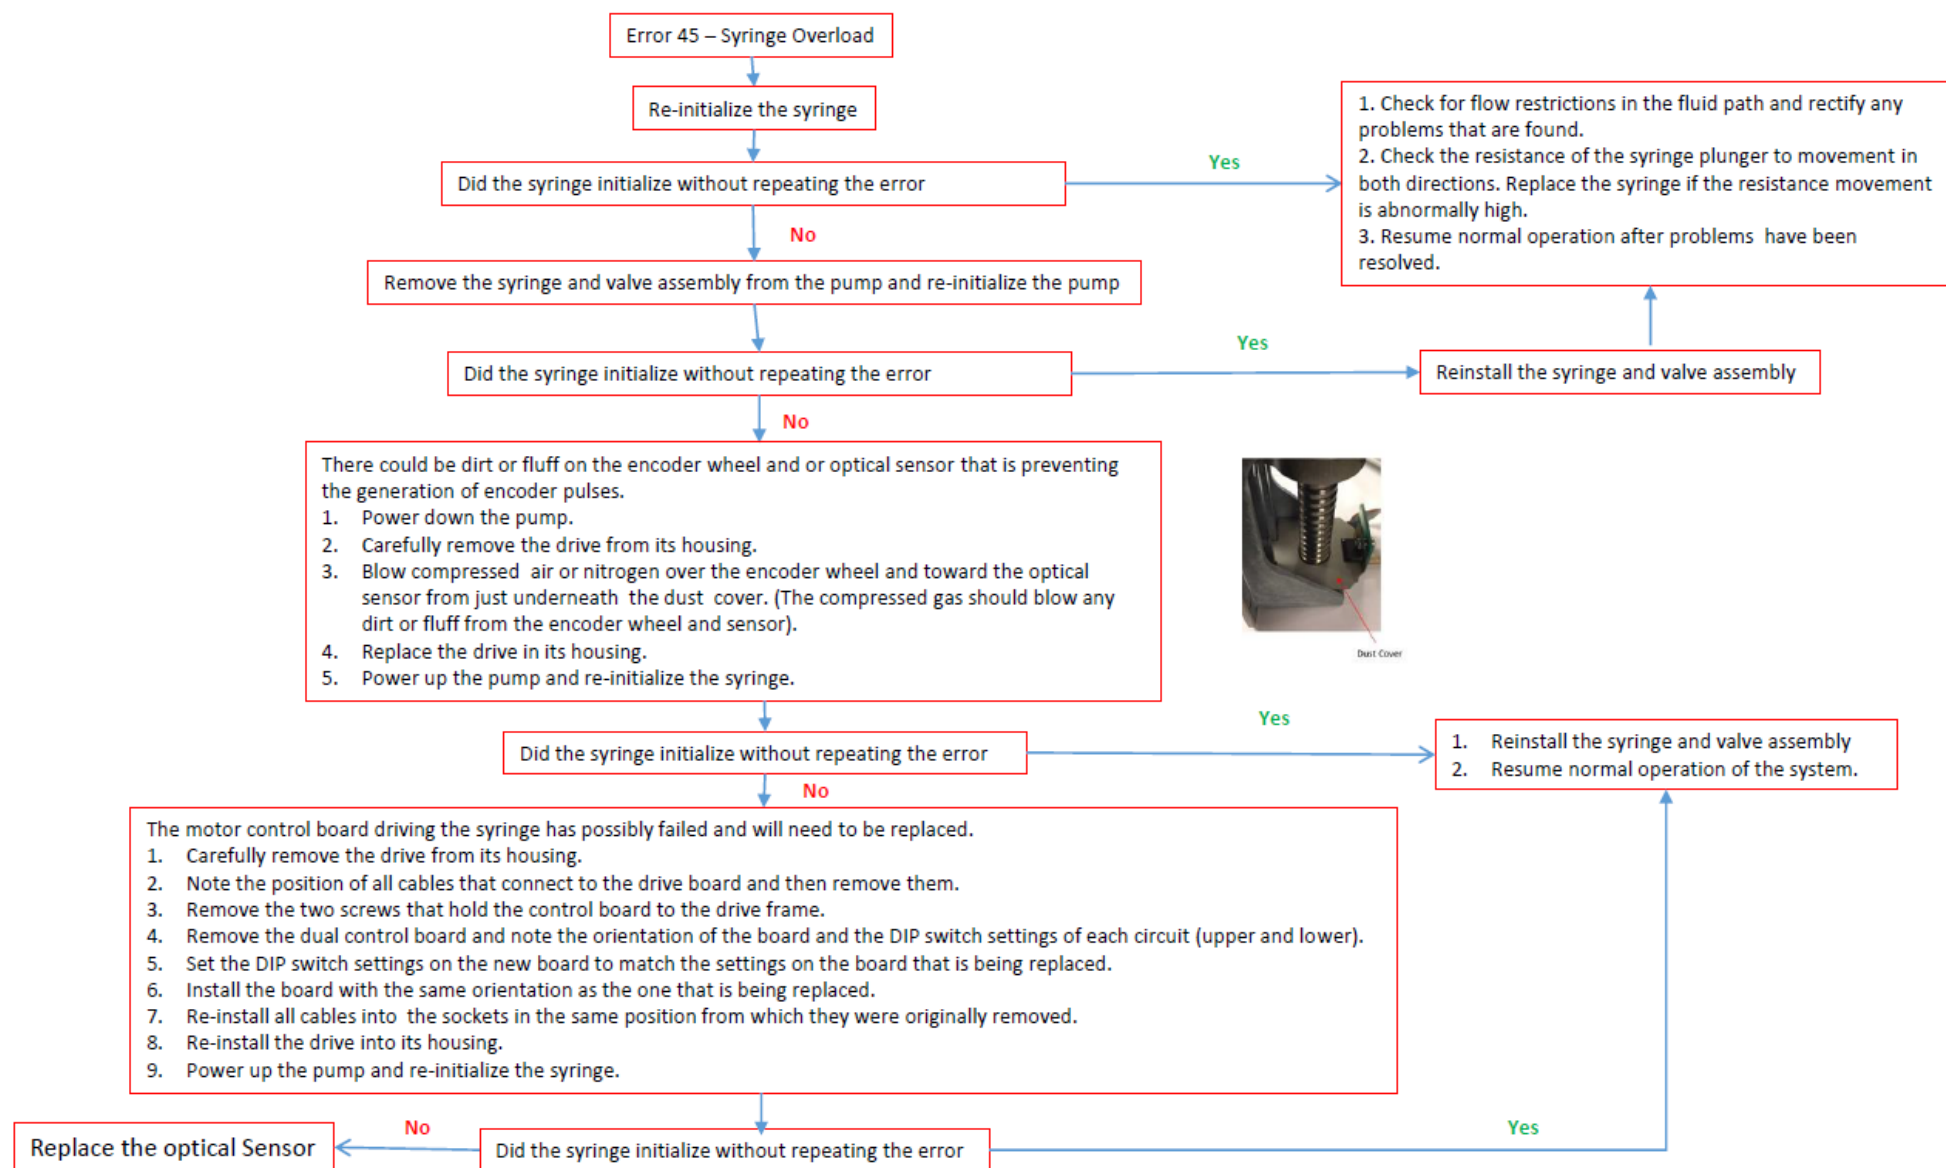 Error 45 – Syringe Overload
Re-initialize the syringe
Did the syringe initialize without repeating the error
Yes
1. Check for flow restrictions in the fluid path and rectify any
problems that are found.
2. Check the resistance of the syringe plunger to movement in
both directions. Replace the syringe if the resistance movement
is abnormally high.
3. Resume normal operation after problems have been
resolved.
No
Remove the syringe and valve assembly from the pump and re-initialize the pump
Did the syringe initialize without repeating the error
Yes
Reinstall the syringe and valve assembly
No
There could be dirt or fluff on the encoder wheel and or optical sensor that is preventing
the generation of encoder pulses.
1. Power down the pump.
2. Carefully remove the drive from its housing.
3. Blow compressed air or nitrogen over the encoder wheel and toward the optical
sensor from just underneath the dust cover. (The compressed gas should blow any
dirt or fluff from the encoder wheel and sensor).
4. Replace the drive in its housing.
5. Power up the pump and re-initialize the syringe.
Dust Cover
Did the syringe initialize without repeating the error
Yes
1. Reinstall the syringe and valve assembly
2. Resume normal operation of the system.
No
The motor control board driving the syringe has possibly failed and will need to be replaced.
1. Carefully remove the drive from its housing.
2. Note the position of all cables that connect to the drive board and then remove them.
3. Remove the two screws that hold the control board to the drive frame.
4. Remove the dual control board and note the orientation of the board and the DIP switch settings of each circuit (upper and lower).
5. Set the DIP switch settings on the new board to match the settings on the board that is being replaced.
6. Install the board with the same orientation as the one that is being replaced.
7. Re-install all cables into the sockets in the same position from which they were originally removed.
8. Re-install the drive into its housing.
9. Power up the pump and re-initialize the syringe.
Did the syringe initialize without repeating the error
Yes
No
Replace the optical Sensor